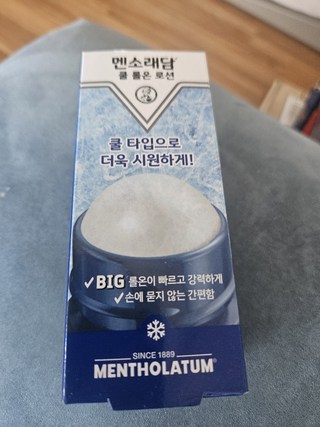 멘소래담®
쿨 롤온 로션
쿨 타입으로
더욱 시원하게!
✓BIG 롤온이 빠르고 강력하게
✓손에 묻지 않는 간편함
SINCE 1889
MENTHOLATUM®